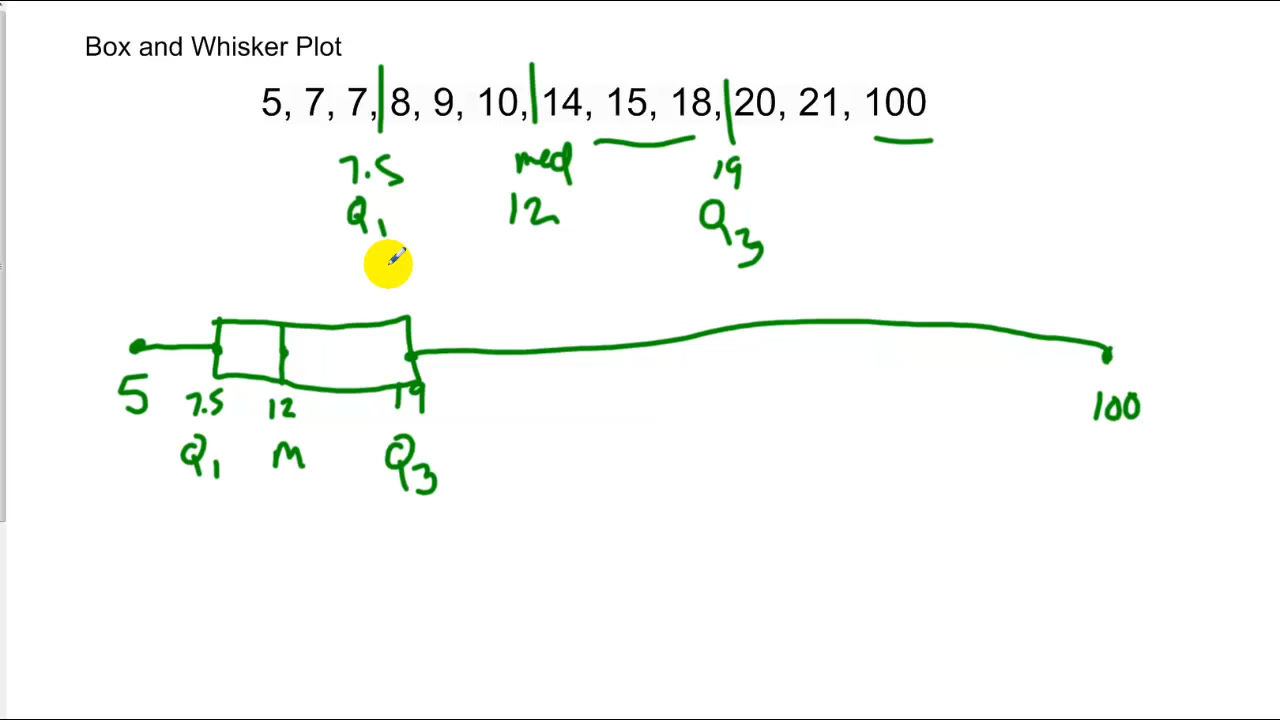 Box and Whisker Plot
5, 7, 7, 8, 9, 10, 14, 15, 18, 20, 21, 100
7.5 med 19
Q1 12 Q3
5 7.5 12 19 100
Q1 M Q3